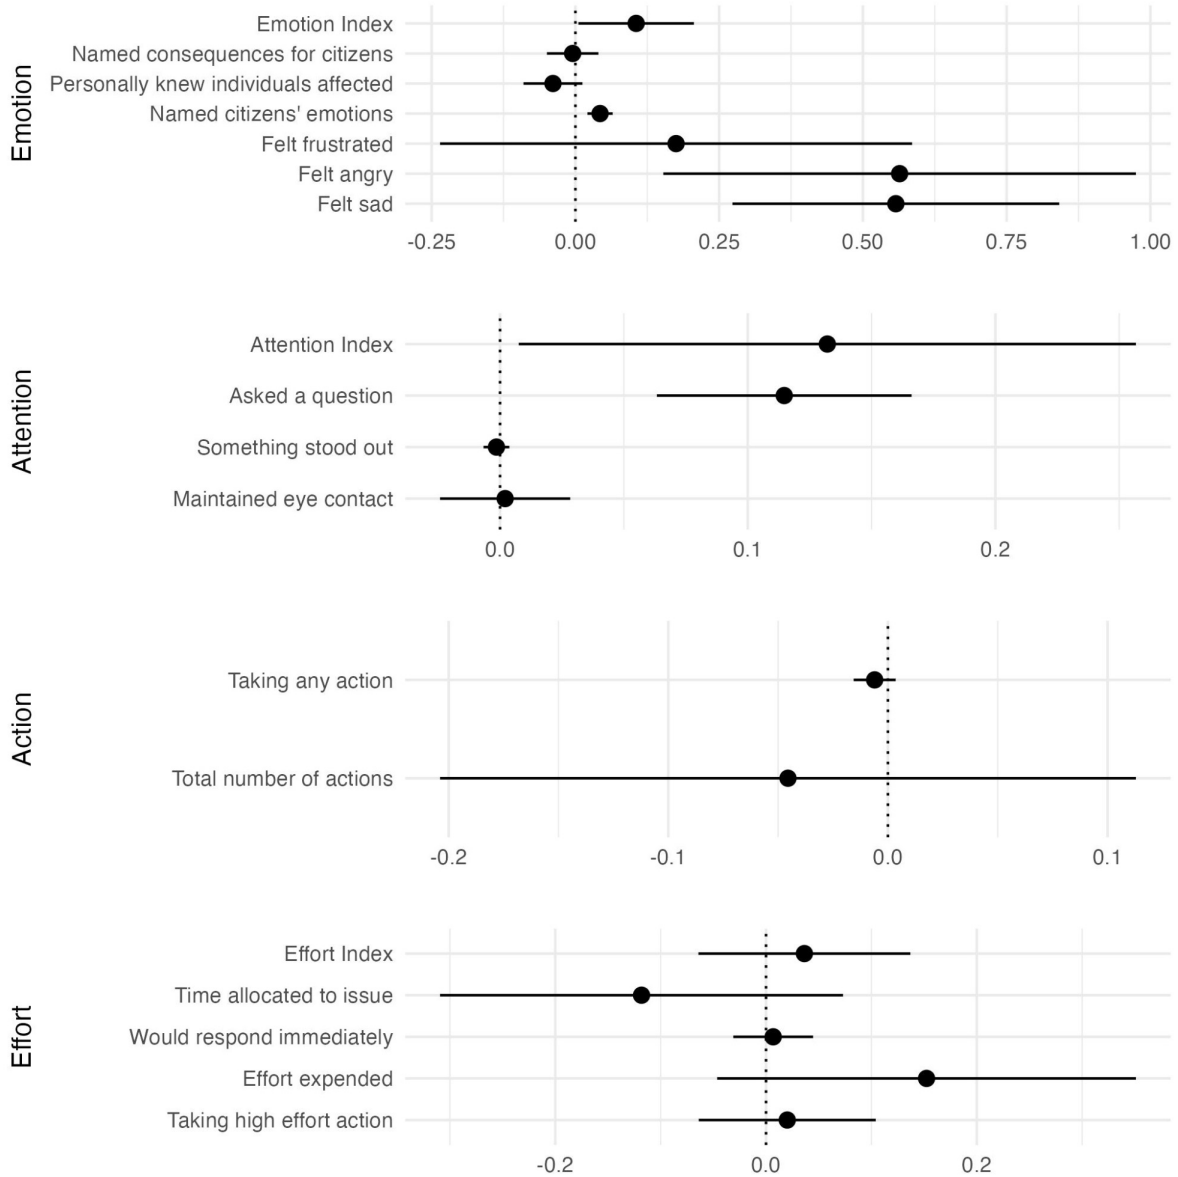 Emotion
Emotion Index
Named consequences for citizens
Personally knew individuals affected
Named citizens' emotions
Felt frustrated
Felt angry
Felt sad
-0.25 0.00 0.25 0.50 0.75 1.00
Attention
Attention Index
Asked a question
Something stood out
Maintained eye contact
0.0 0.1 0.2
Action
Taking any action
Total number of actions
-0.2 -0.1 0.0 0.1
Effort
Effort Index
Time allocated to issue
Would respond immediately
Effort expended
Taking high effort action
-0.2 0.0 0.2